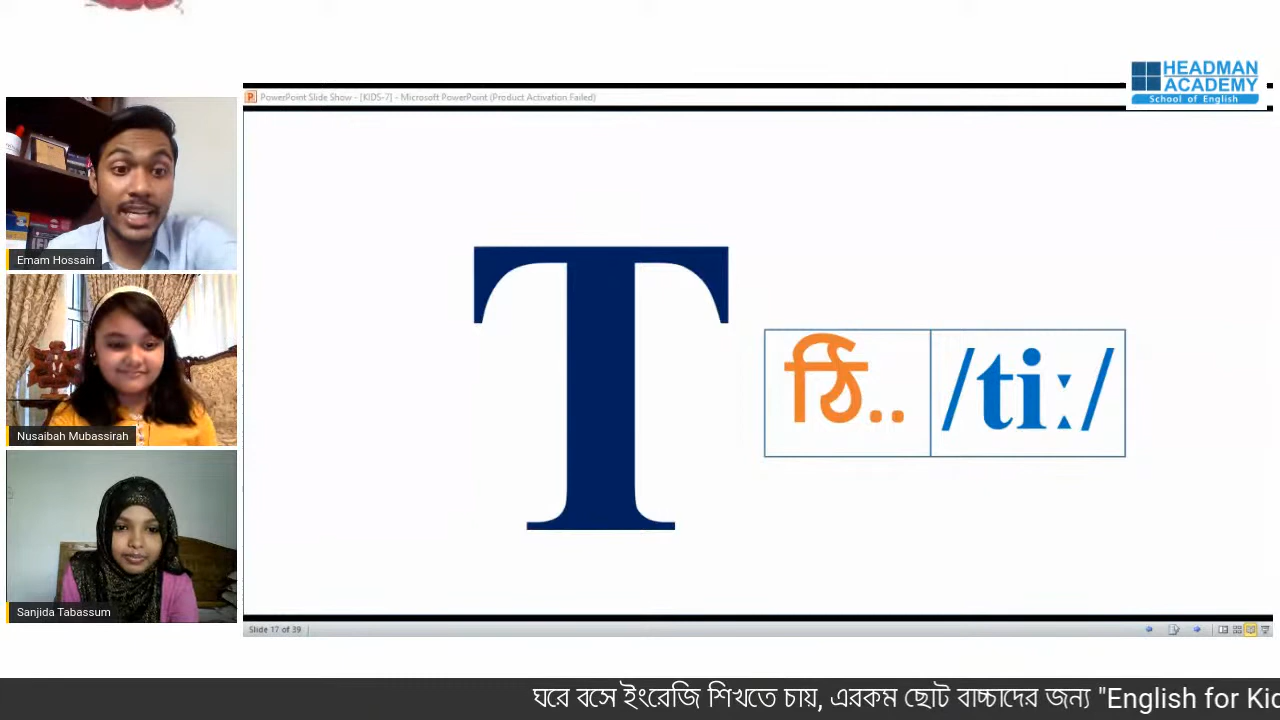 HEADMAN
ACADEMY
School of English
PowerPoint Slide Show - [KIDS-7] - Microsoft PowerPoint (Product Activation Failed)
Emam Hossain
T
ঠি..
/tiː/
Nusaibah Mubassirah
Sanjida Tabassum
Slide 17 of 39
ঘরে বসে ইংরেজি শিখতে চায়, এরকম ছোট বাচ্চাদের জন্য "English for Kid